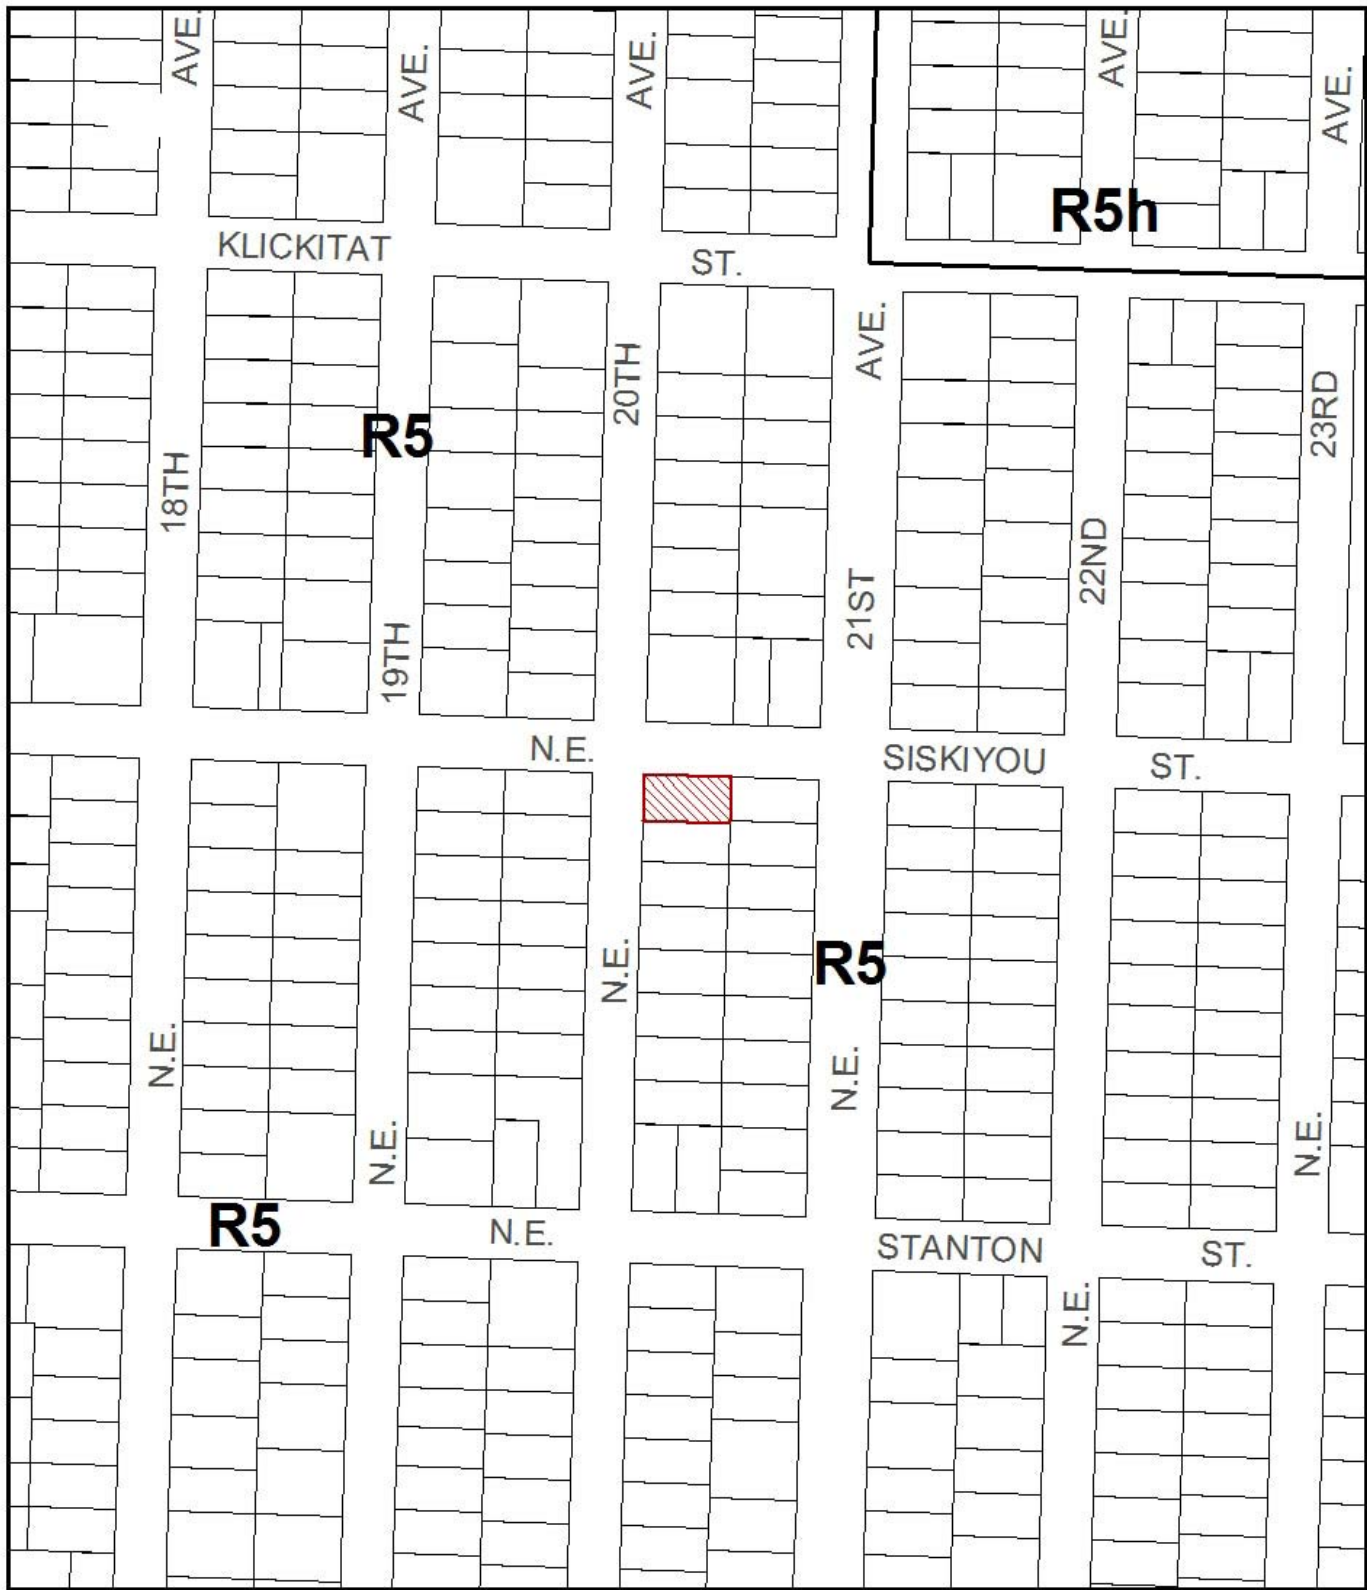 AVE.
AVE.
AVE.
AVE.
AVE.
R5h
KLICKITAT
ST.
AVE.
20TH
23RD
R5
18TH
22ND
21ST
19TH
N.E.
SISKIYOU
ST.
N.E.
R5
N.E.
N.E.
N.E.
N.E.
R5
N.E.
STANTON
ST.
N.E.